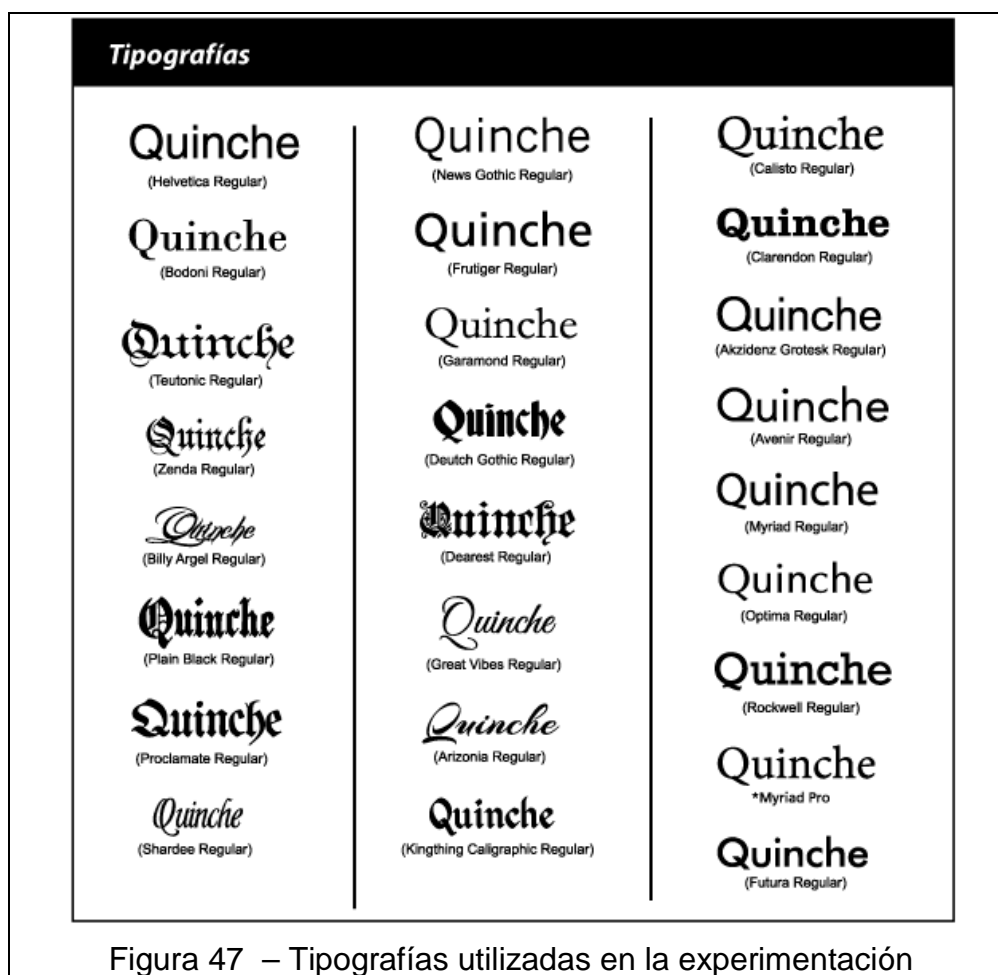 Tipografías
Quinche
(Helvetica Regular)
Quinche
(Bodoni Regular)
Quinche
(Teutonic Regular)
Quinche
(Zenda Regular)
Quinche
(Billy Argel Regular)
Quinche
(Plain Black Regular)
Quinche
(Proclamate Regular)
Quinche
(Shardee Regular)
Quinche
(News Gothic Regular)
Quinche
(Frutiger Regular)
Quinche
(Garamond Regular)
Quinche
(Deutch Gothic Regular)
Quinche
(Dearest Regular)
Quinche
(Great Vibes Regular)
Quinche
(Arizonia Regular)
Quinche
(Kingthing Caligraphic Regular)
Quinche
(Calisto Regular)
Quinche
(Clarendon Regular)
Quinche
(Akzidenz Grotesk Regular)
Quinche
(Avenir Regular)
Quinche
(Myriad Regular)
Quinche
(Optima Regular)
Quinche
(Rockwell Regular)
Quinche
*Myriad Pro
Quinche
(Futura Regular)
Figura 47 – Tipografías utilizadas en la experimentación